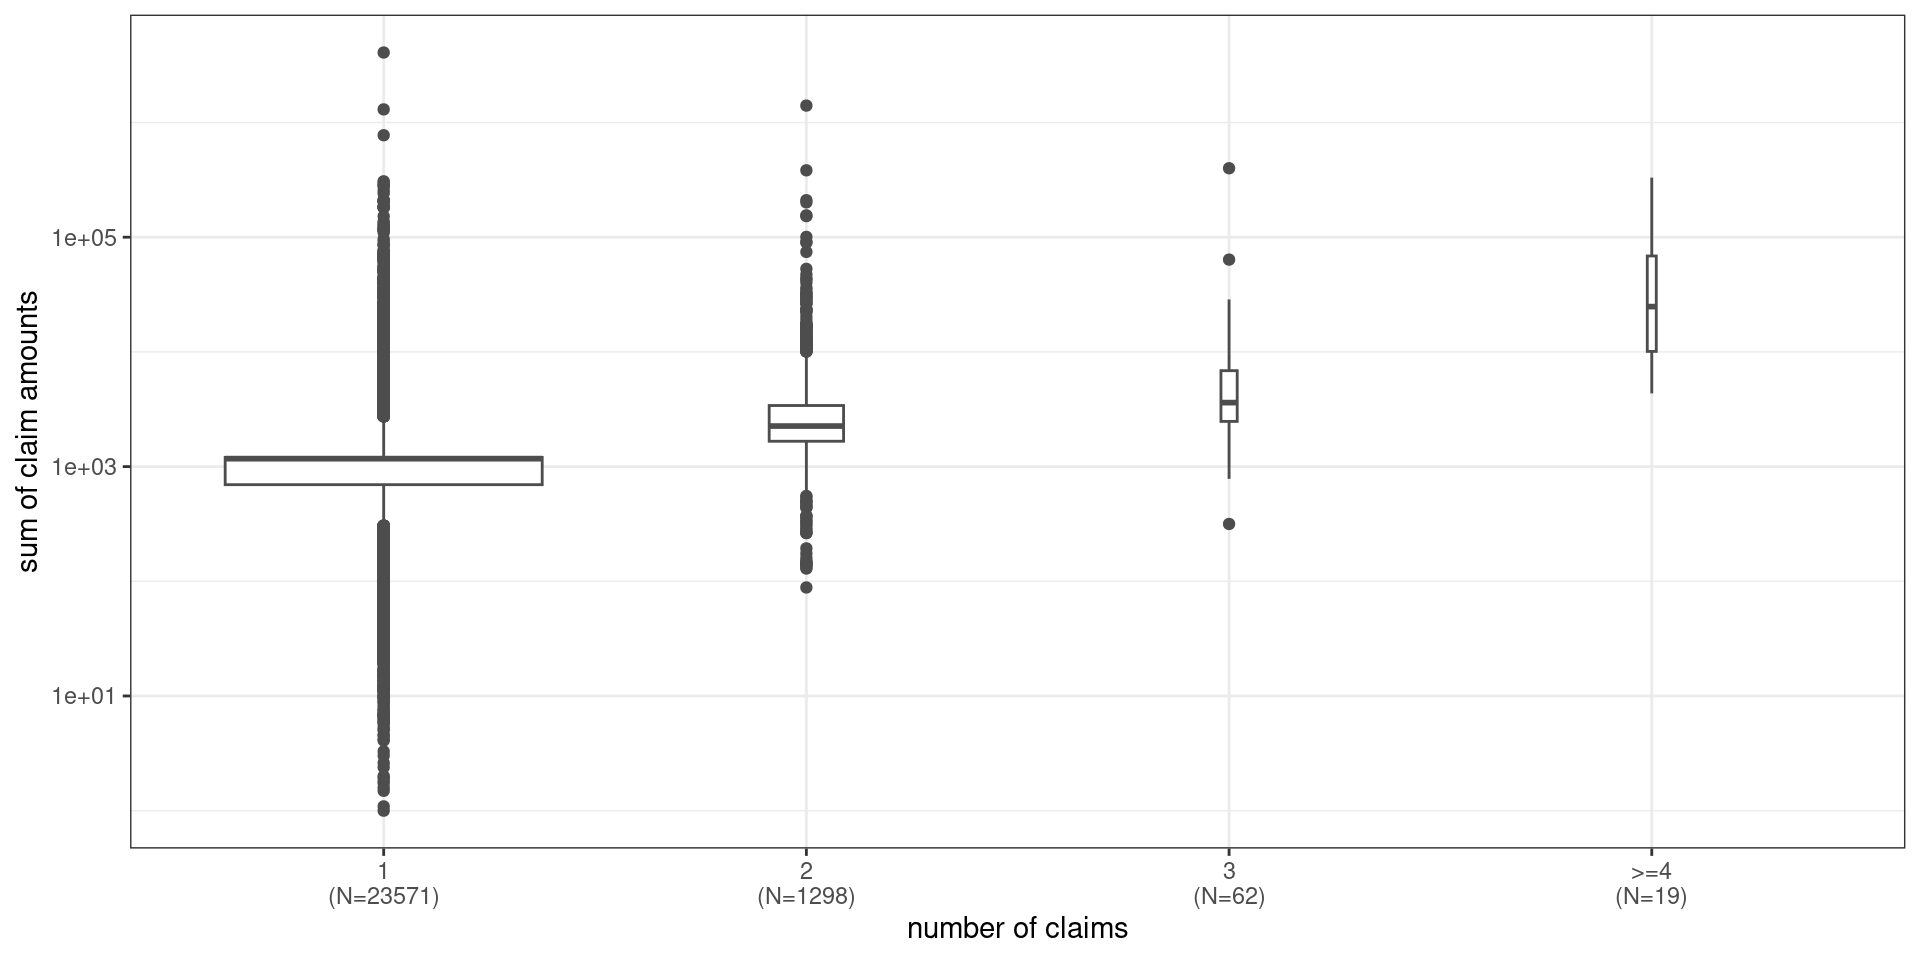 sum of claim amounts
1e+05
1e+03
1e+01
1
(N=23571)
2
(N=1298)
3
(N=62)
>=4
(N=19)
number of claims